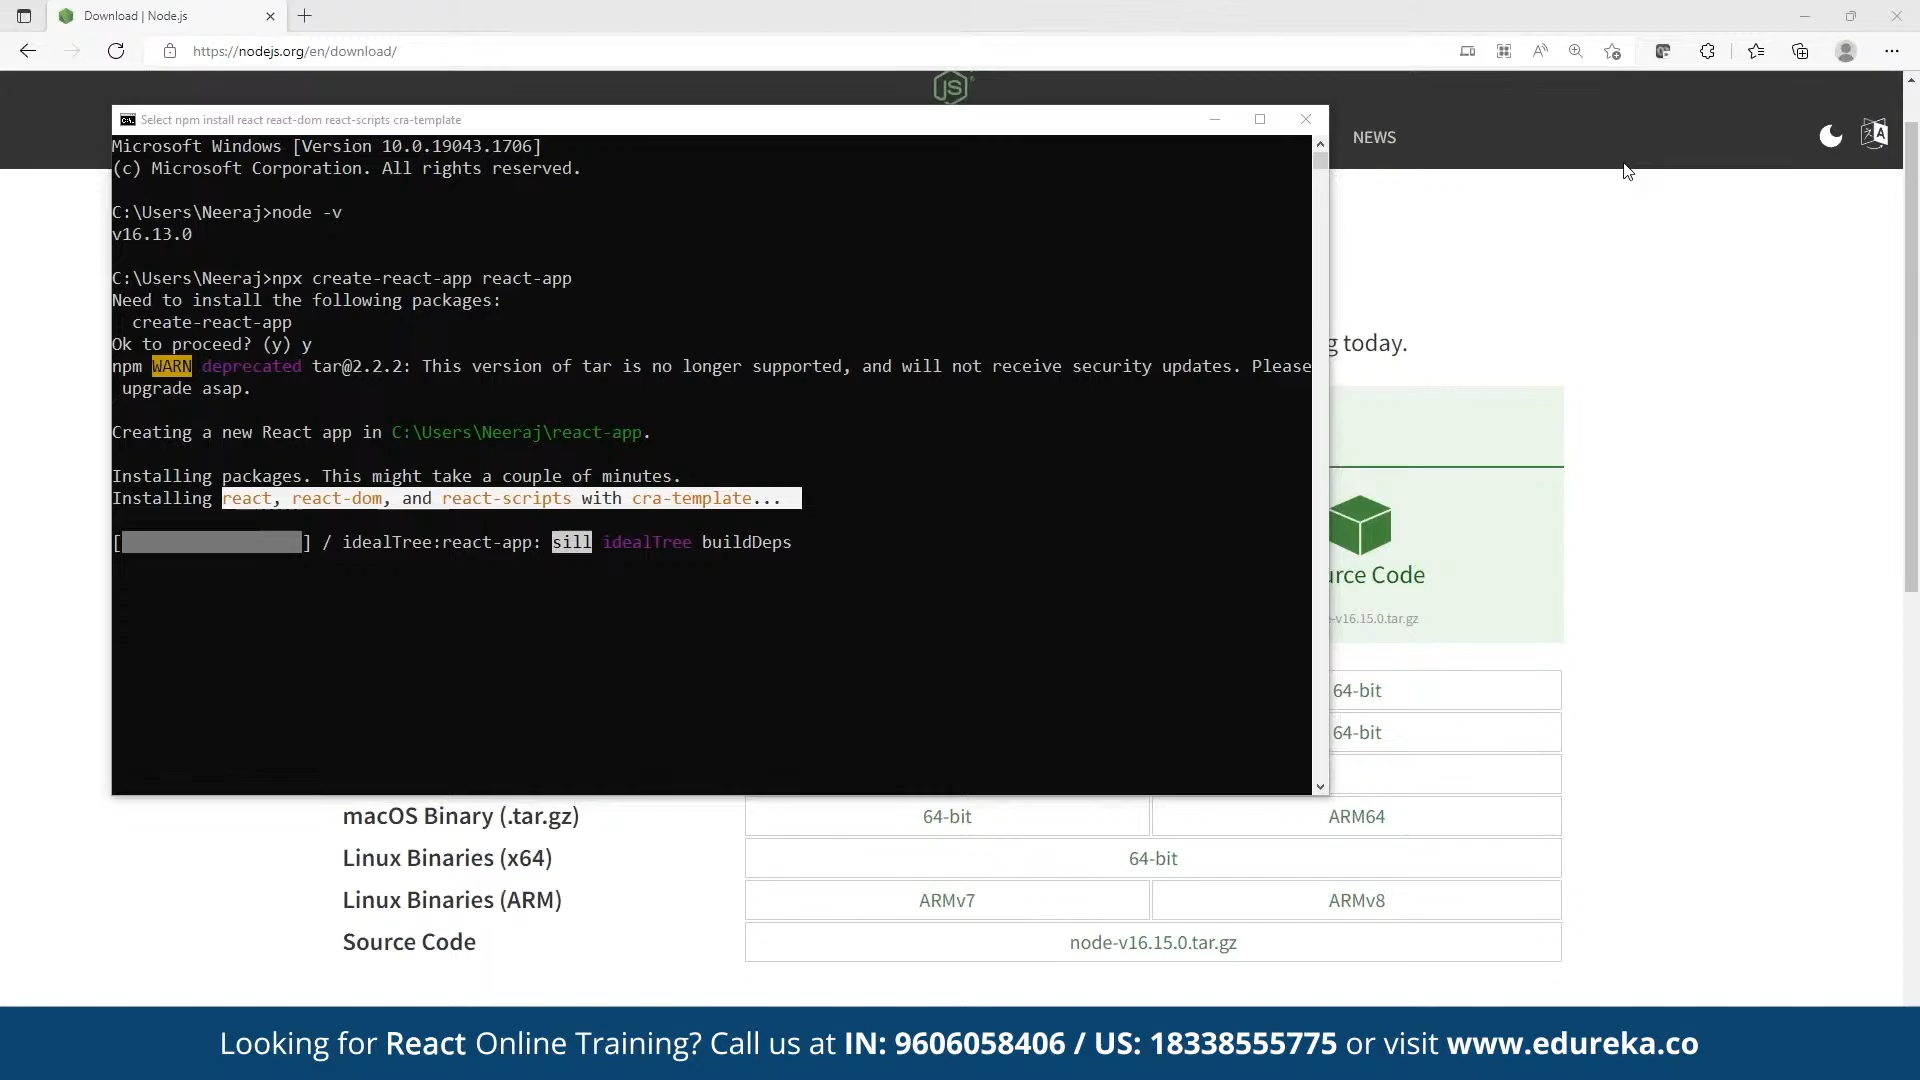 Download | Node.js
https://nodejs.org/en/download/
JS
NEWS
Select npm install react react-dom react-scripts cra-template
Microsoft Windows [Version 10.0.19043.1706]
(c) Microsoft Corporation. All rights reserved.
C:\Users\Neeraj>node -v
v16.13.0
C:\Users\Neeraj>npx create-react-app react-app
Need to install the following packages:
create-react-app
Ok to proceed? (y) y
npm WARN deprecated tar@2.2.2: This version of tar is no longer supported, and will not receive security updates. Please
upgrade asap.
Creating a new React app in C:\Users\Neeraj\react-app.
Installing packages. This might take a couple of minutes.
Installing react, react-dom, and react-scripts with cra-template...
[ ] / idealTree:react-app: sill idealTree buildDeps
g today.
urce Code
-v16.15.0.tar.gz
64-bit
64-bit
macOS Binary (.tar.gz) 64-bit ARM64
Linux Binaries (x64) 64-bit
Linux Binaries (ARM) ARMv7 ARMv8
Source Code node-v16.15.0.tar.gz
Looking for React Online Training? Call us at IN: 9606058406 / US: 18338555775 or visit www.edureka.co